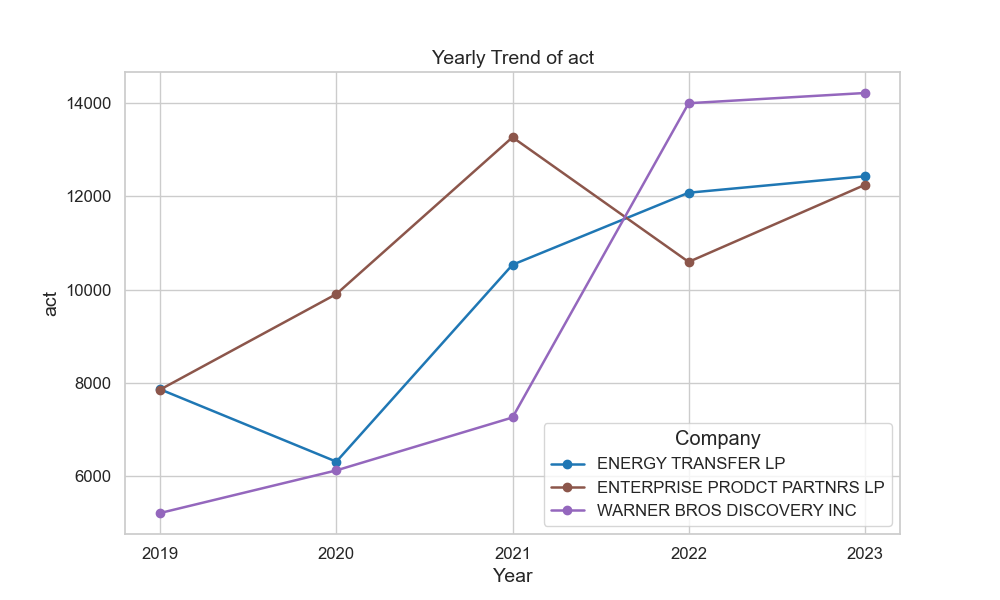 Yearly Trend of act
act
14000
12000
10000
8000
6000
Company
ENERGY TRANSFER LP
ENTERPRISE PRODCT PARTNRS LP
WARNER BROS DISCOVERY INC
2019 2020 2021 2022 2023
Year